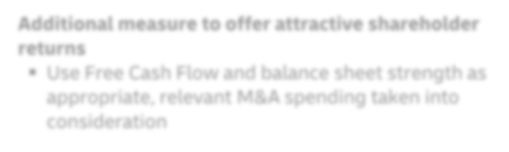 Additional measure to offer attractive shareholder
returns
▪ Use Free Cash Flow and balance sheet strength as
appropriate, relevant M&A spending taken into
consideration